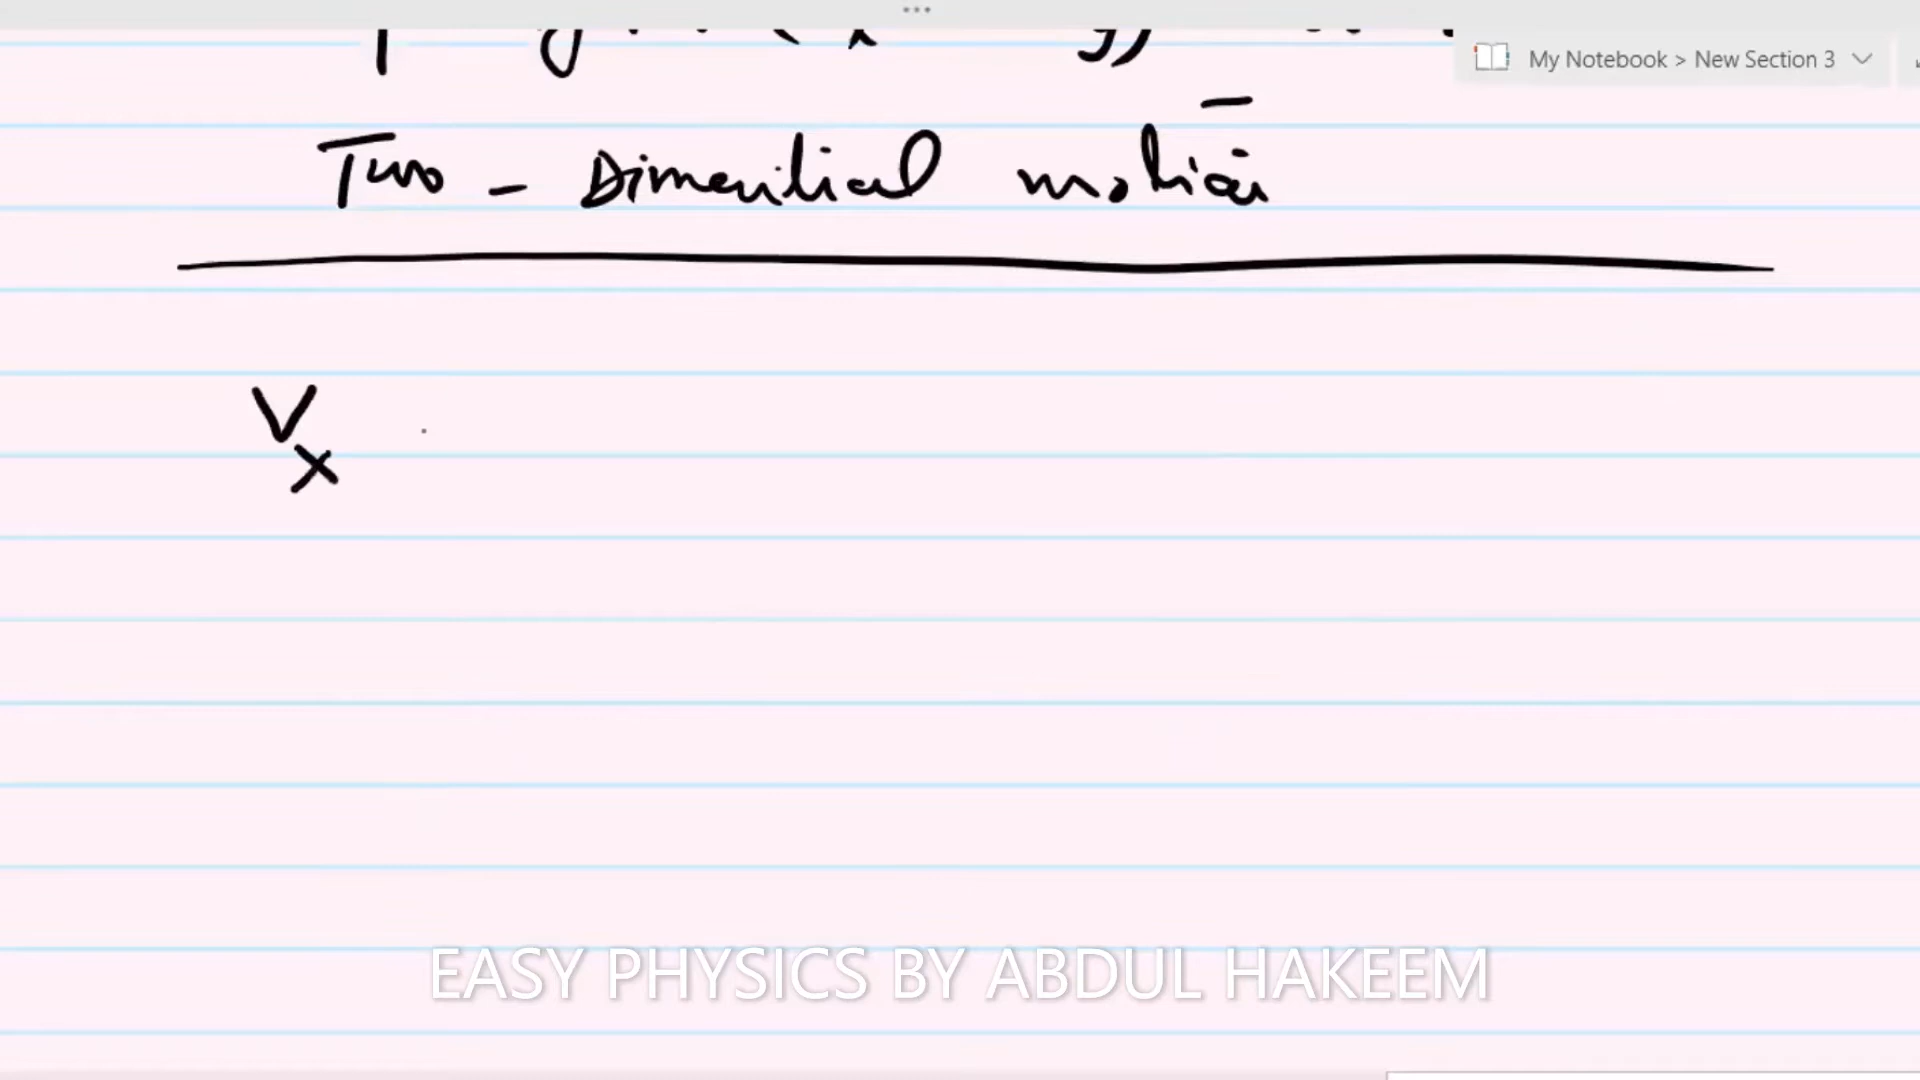 My Notebook > New Section 3
Two - Dimential motion
Vx
EASY PHYSICS BY ABDUL HAKEEM